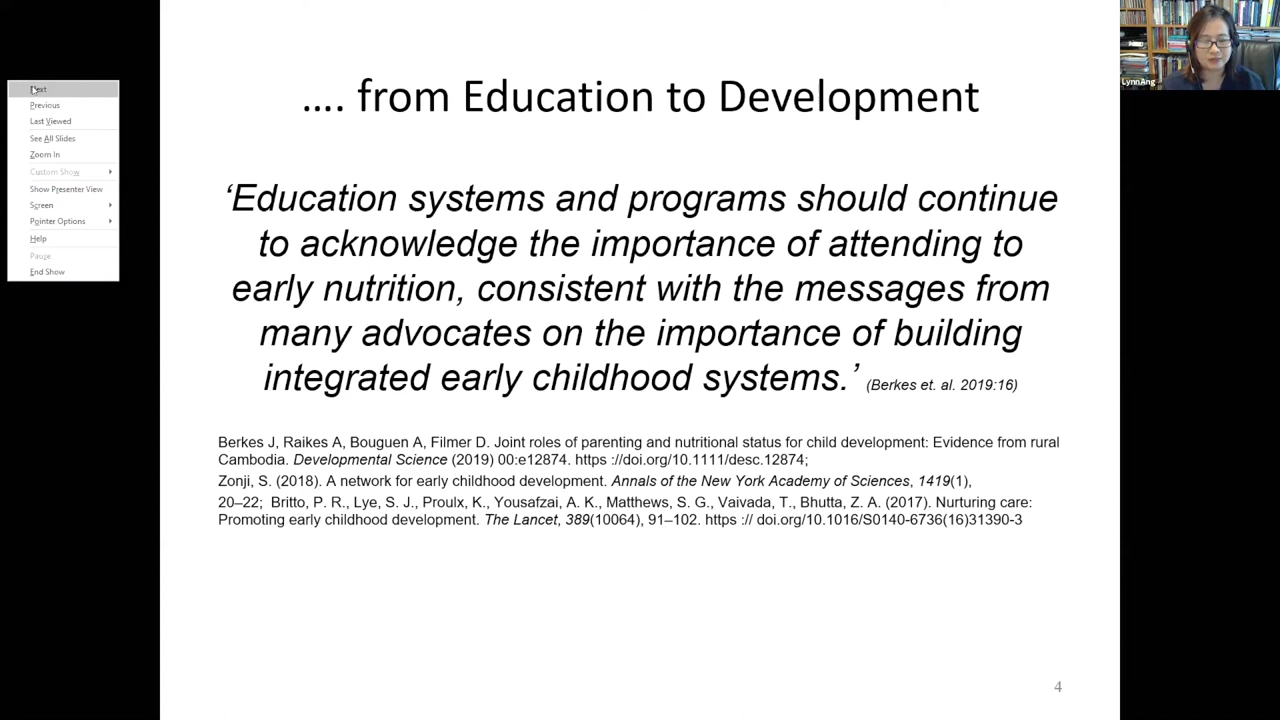 Next
Previous
Last Viewed
See All Slides
Zoom In
Custom Show
Show Presenter View
Screen
Pointer Options
Help
Pause
End Show
…. from Education to Development
‘Education systems and programs should continue
to acknowledge the importance of attending to
early nutrition, consistent with the messages from
many advocates on the importance of building
integrated early childhood systems.’ (Berkes et. al. 2019:16)
Berkes J, Raikes A, Bouguen A, Filmer D. Joint roles of parenting and nutritional status for child development: Evidence from rural
Cambodia. Developmental Science (2019) 00:e12874. https ://doi.org/10.1111/desc.12874;
Zonji, S. (2018). A network for early childhood development. Annals of the New York Academy of Sciences, 1419(1),
20–22; Britto, P. R., Lye, S. J., Proulx, K., Yousafzai, A. K., Matthews, S. G., Vaivada, T., Bhutta, Z. A. (2017). Nurturing care:
Promoting early childhood development. The Lancet, 389(10064), 91–102. https :// doi.org/10.1016/S0140-6736(16)31390-3
4
LynnAng